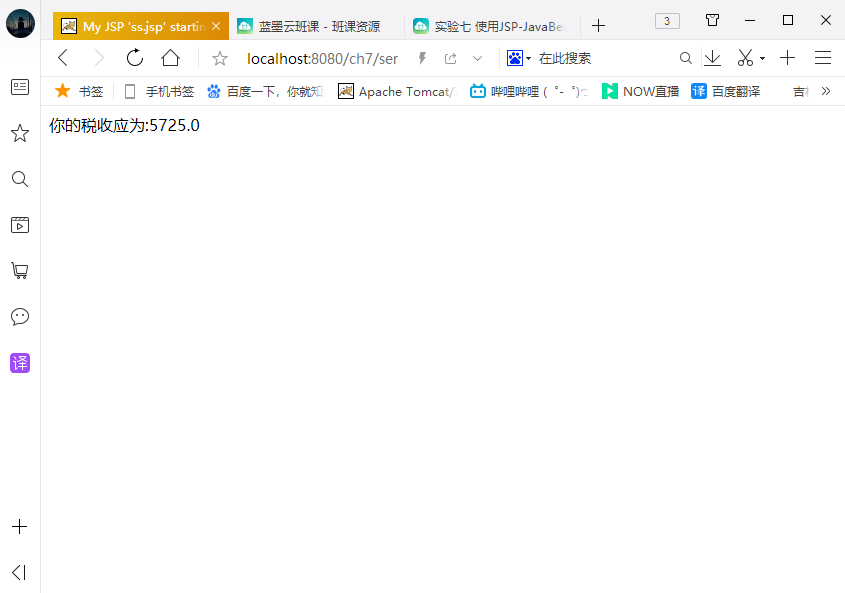 My JSP 'ss.jsp' startin
蓝墨云班课 - 班课资源
实验七 使用JSP-JavaBe
3
localhost:8080/ch7/ser
在此搜索
书签
手机书签
百度一下，你就知
Apache Tomcat/
哔哩哔哩 ( ゜- ゜)つ
NOW直播
译 百度翻译
吉林
你的税收应为:5725.0
译